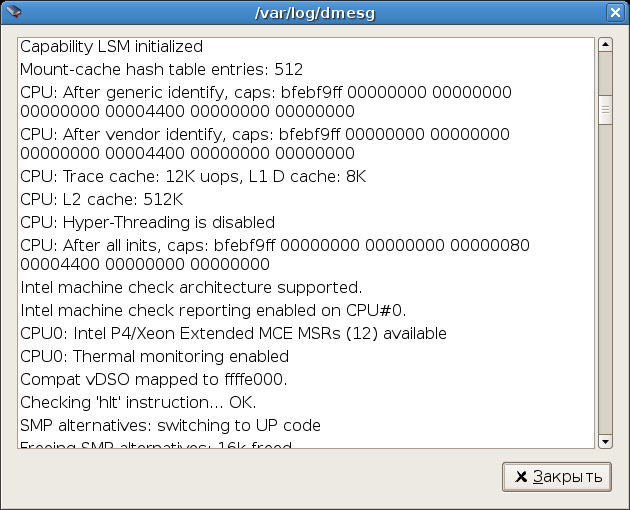 /var/log/dmesg
Capability LSM initialized
Mount-cache hash table entries: 512
CPU: After generic identify, caps: bfebf9ff 00000000 00000000
00000000 00004400 00000000 00000000
CPU: After vendor identify, caps: bfebf9ff 00000000 00000000
00000000 00004400 00000000 00000000
CPU: Trace cache: 12K uops, L1 D cache: 8K
CPU: L2 cache: 512K
CPU: Hyper-Threading is disabled
CPU: After all inits, caps: bfebf9ff 00000000 00000000 00000080
00004400 00000000 00000000
Intel machine check architecture supported.
Intel machine check reporting enabled on CPU#0.
CPU0: Intel P4/Xeon Extended MCE MSRs (12) available
CPU0: Thermal monitoring enabled
Compat vDSO mapped to ffffe000.
Checking 'hlt' instruction... OK.
SMP alternatives: switching to UP code
Freeing SMP alternatives: 16k freed
Закрыть